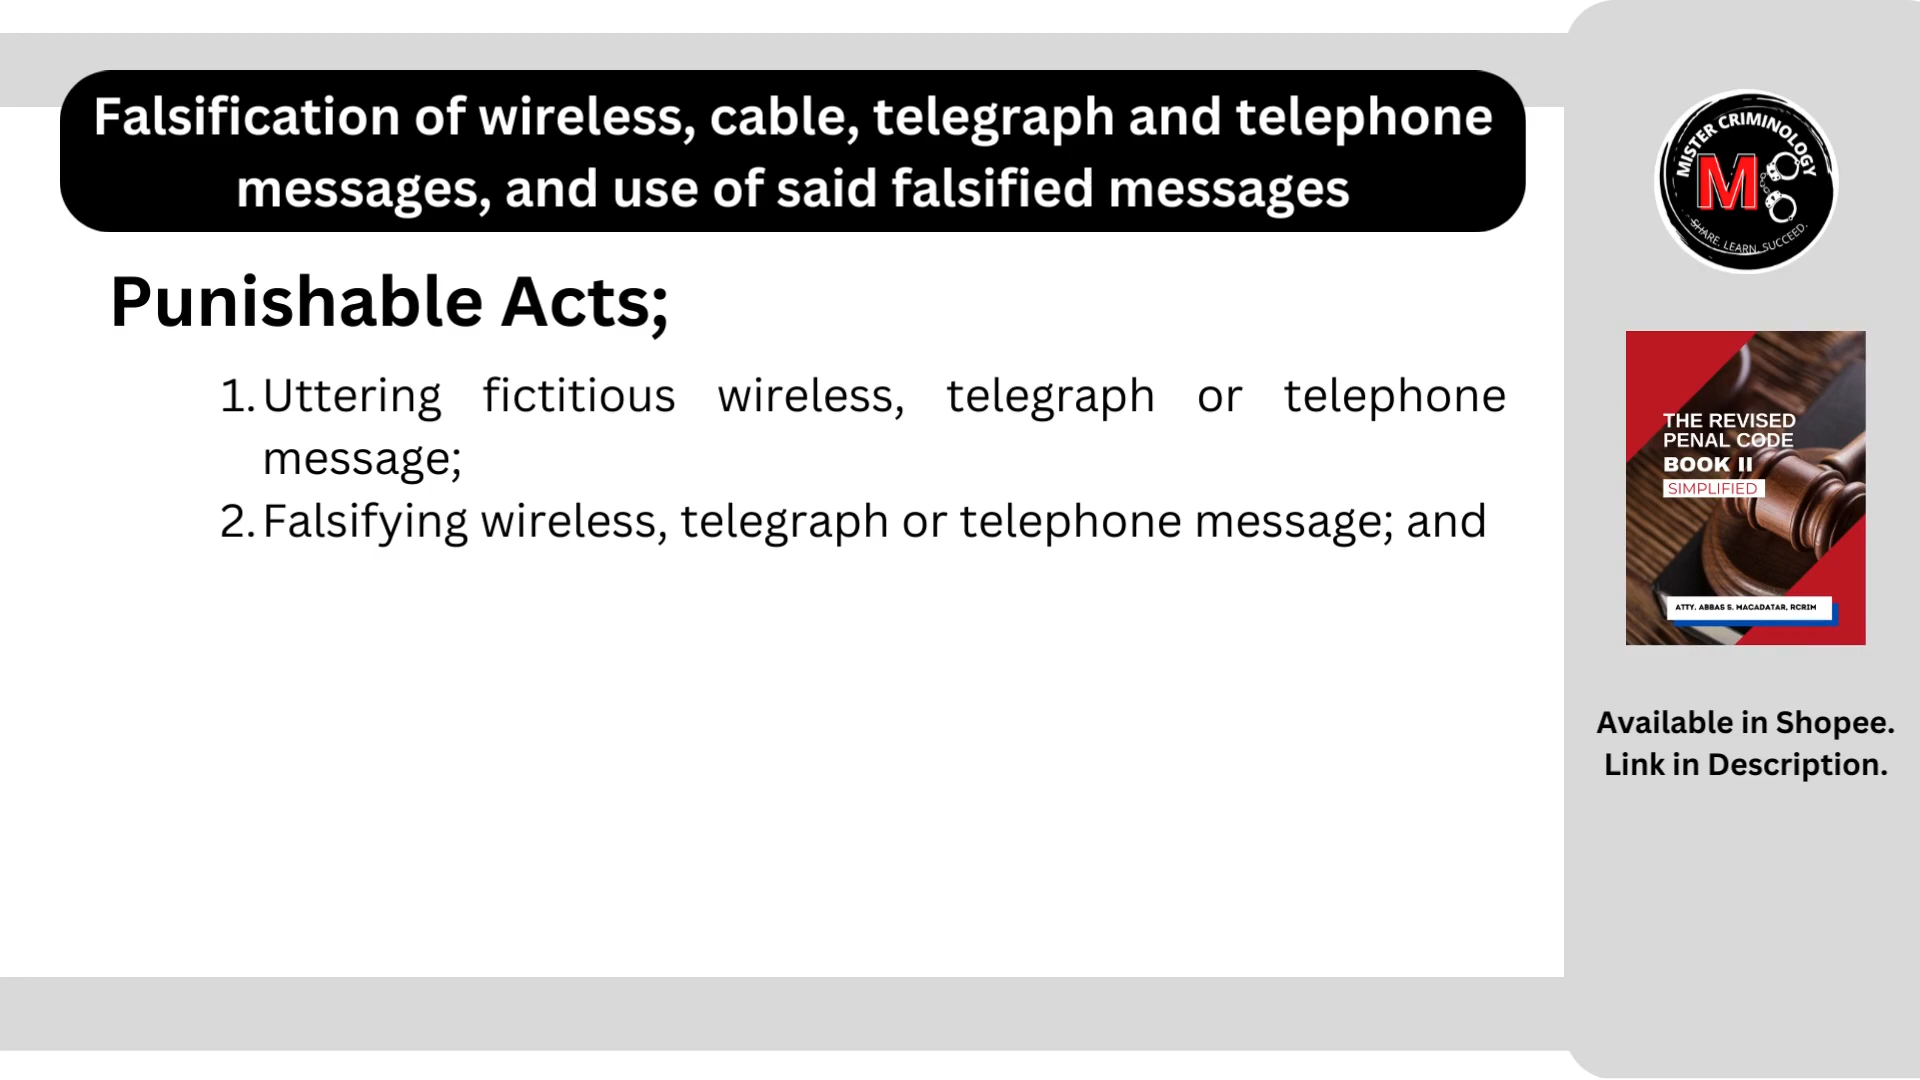 Falsification of wireless, cable, telegraph and telephone
messages, and use of said falsified messages
Punishable Acts;
1. Uttering fictitious wireless, telegraph or telephone
message;
2. Falsifying wireless, telegraph or telephone message; and
MISTER CRIMINOLOGY
M
SHARE. LEARN. SUCCEED.
THE REVISED
PENAL CODE
BOOK II
SIMPLIFIED
ATTY. ABBAS S. MACADATAR, RCRIM
Available in Shopee.
Link in Description.